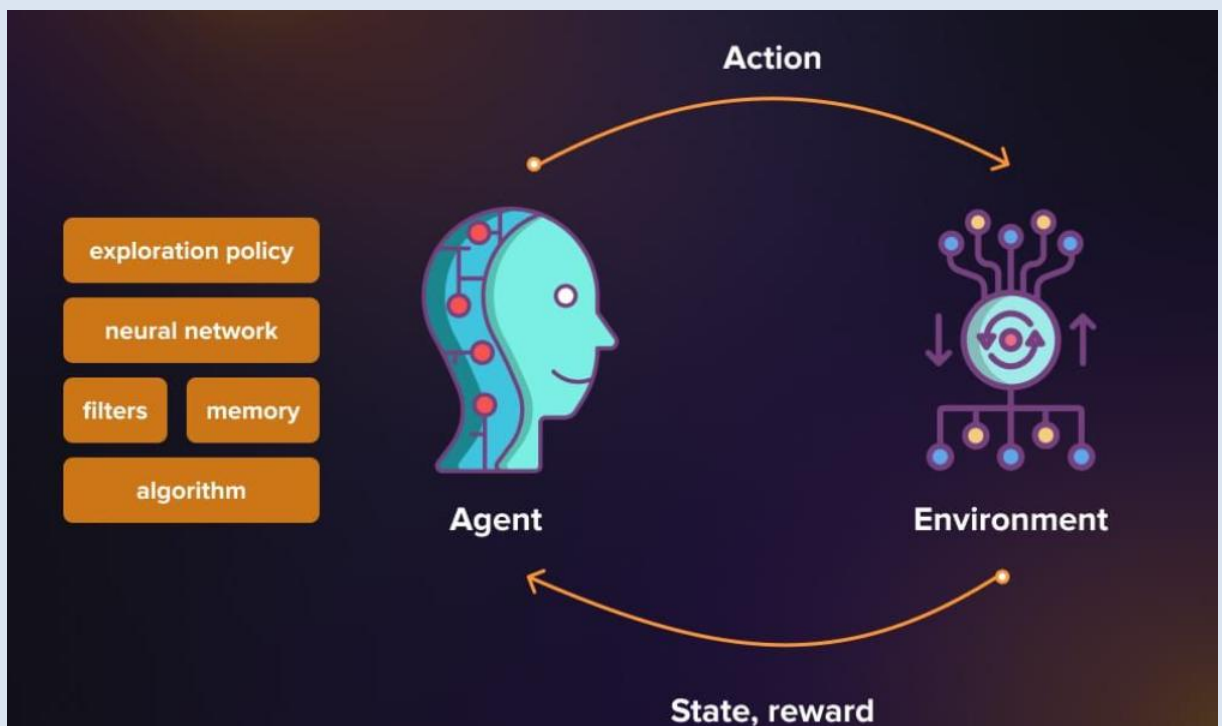 Action
exploration policy
neural network
filters memory
algorithm
Agent
Environment
State, reward